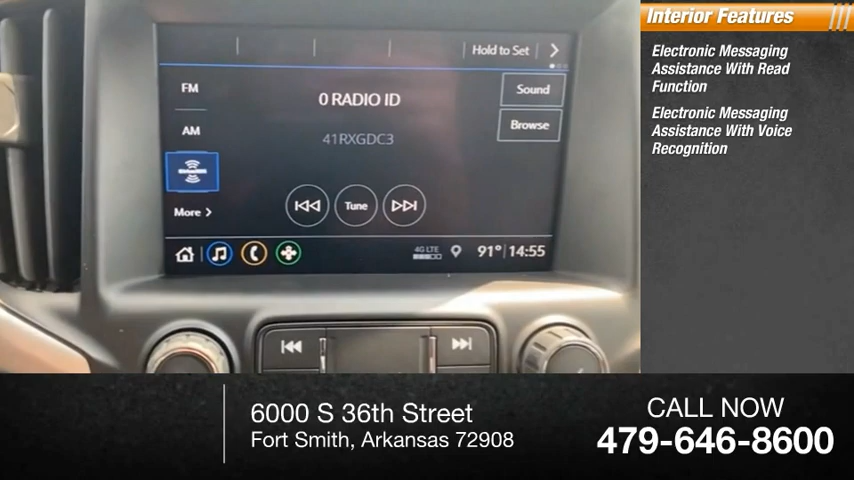 Hold to Set
FM
0 RADIO ID
Sound
AM
41RXGDC3
Browse
Tune
More
4G LTE
91° 14:55
Interior Features
Electronic Messaging
Assistance With Read
Function
Electronic Messaging
Assistance With Voice
Recognition
6000 S 36th Street
Fort Smith, Arkansas 72908
CALL NOW
479-646-8600